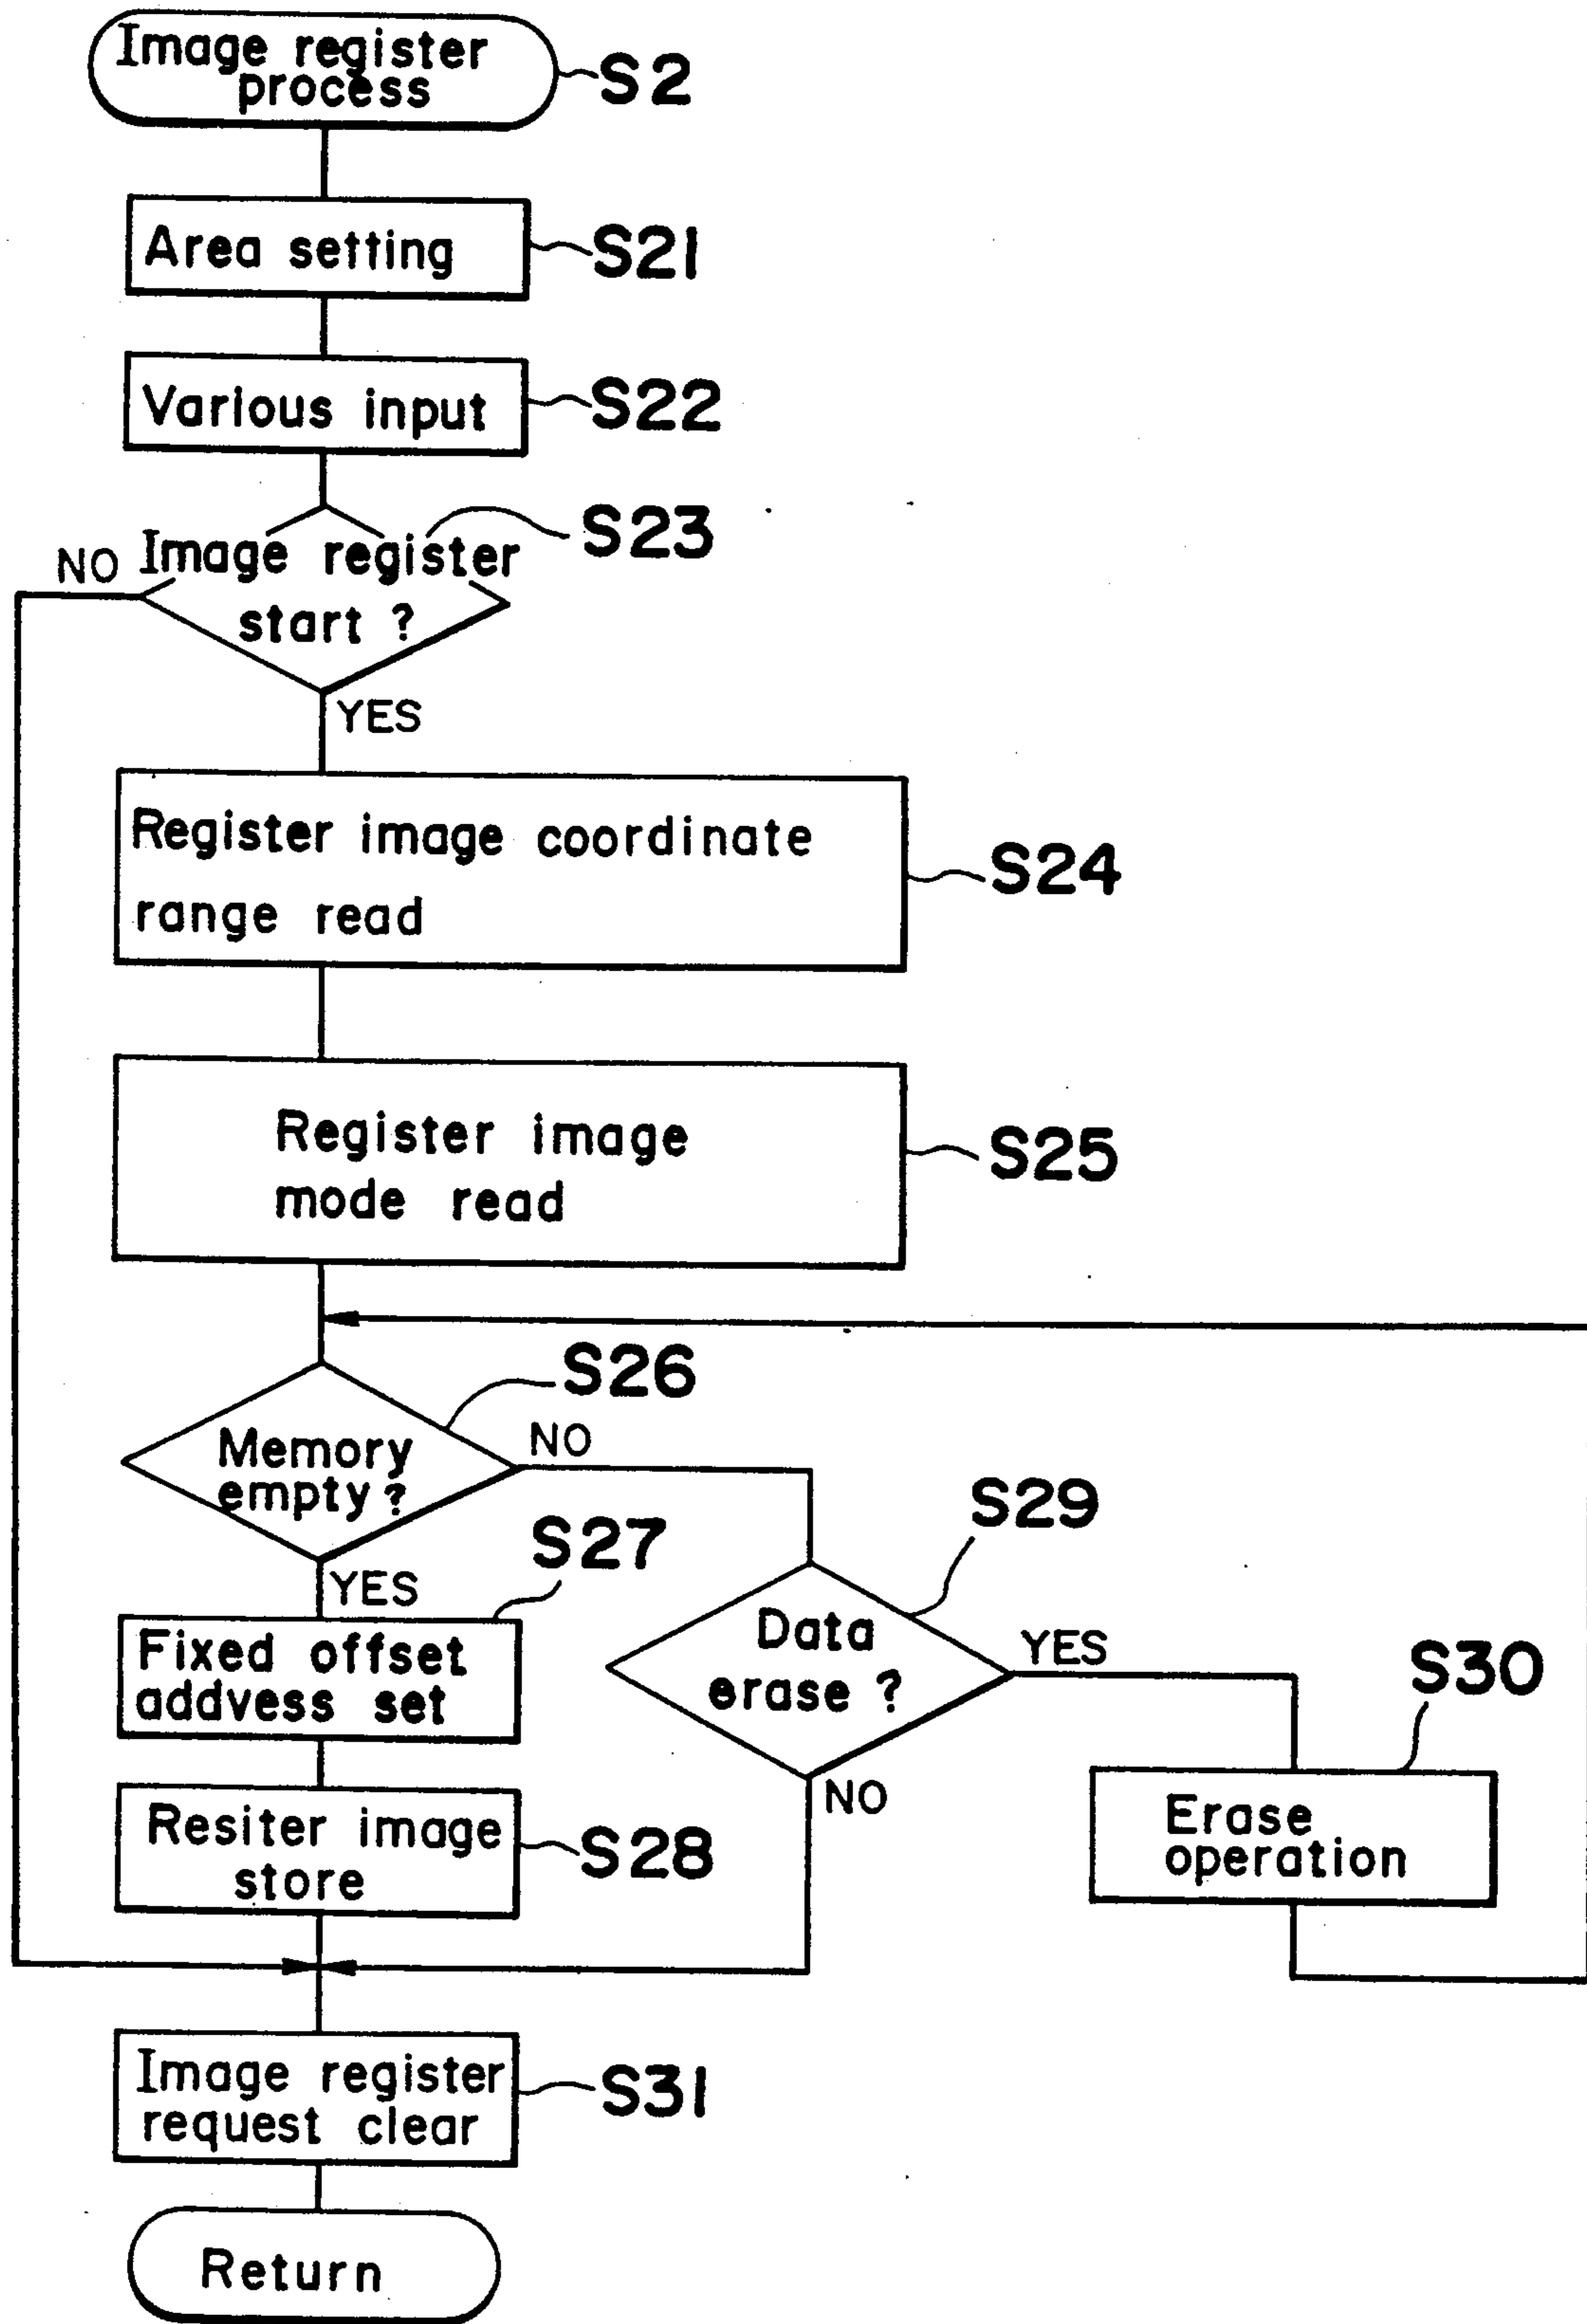 Image register
process
S2
Area setting
S21
Various input
S22
Image register
start ?
S23
NO
YES
Register image coordinate
range read
S24
Register image
mode read
S25
Memory
empty ?
S26
NO
YES
Fixed offset
addvess set
S27
Resiter image
store
S28
Data
erase ?
S29
YES
NO
Erase
operation
S30
Image register
request clear
S31
Return